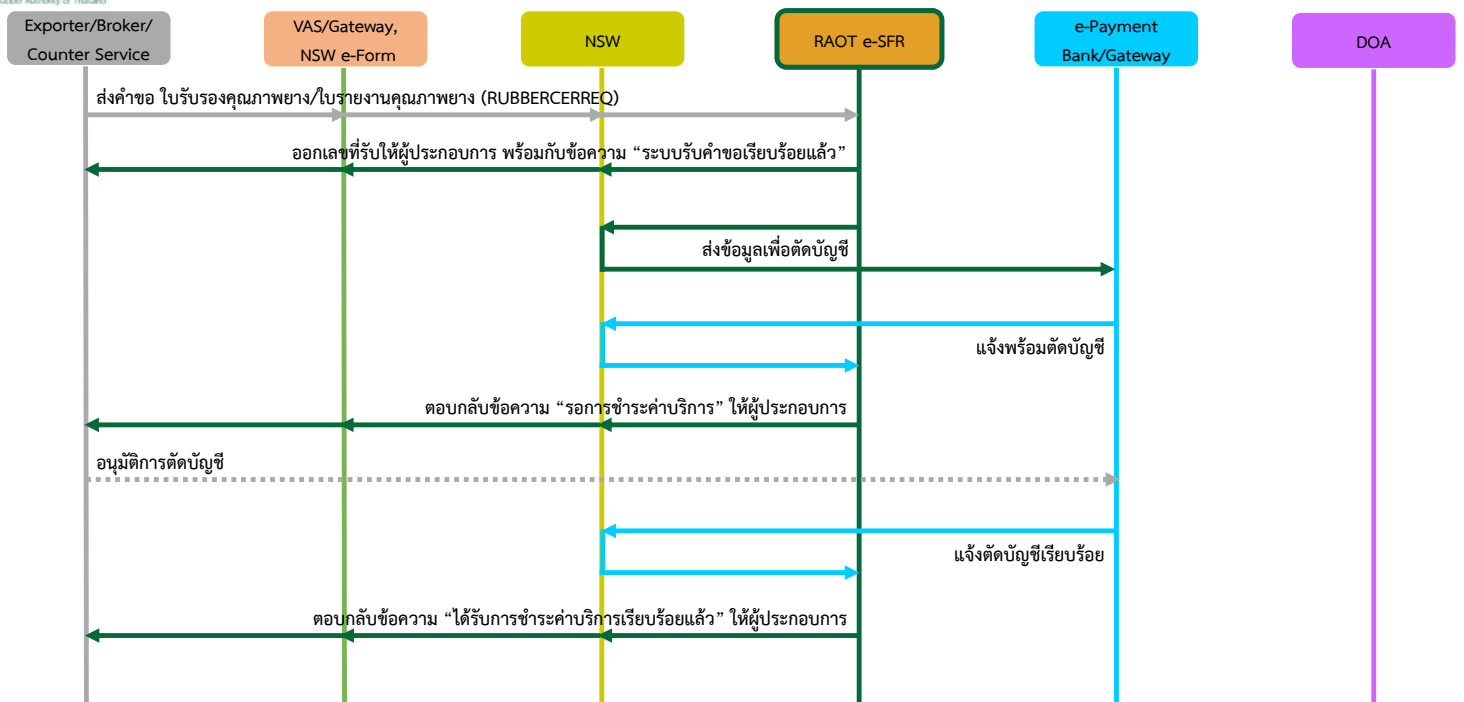 Exporter/Broker/
Counter Service
VAS/Gateway,
NSW e-Form
NSW
RAOT e-SFR
e-Payment
Bank/Gateway
DOA
ส่งคำขอ ใบรับรองคุณภาพยาง/ใบรายงานคุณภาพยาง (RUBBERCERREQ)
ออกเลขที่รับให้ผู้ประกอบการ พร้อมกับข้อความ “ระบบรับคำขอเรียบร้อยแล้ว”
ส่งข้อมูลเพื่อตัดบัญชี
แจ้งพร้อมตัดบัญชี
ตอบกลับข้อความ “รอการชำระค่าบริการ” ให้ผู้ประกอบการ
อนุมัติการตัดบัญชี
แจ้งตัดบัญชีเรียบร้อย
ตอบกลับข้อความ “ได้รับการชำระค่าบริการเรียบร้อยแล้ว” ให้ผู้ประกอบการ